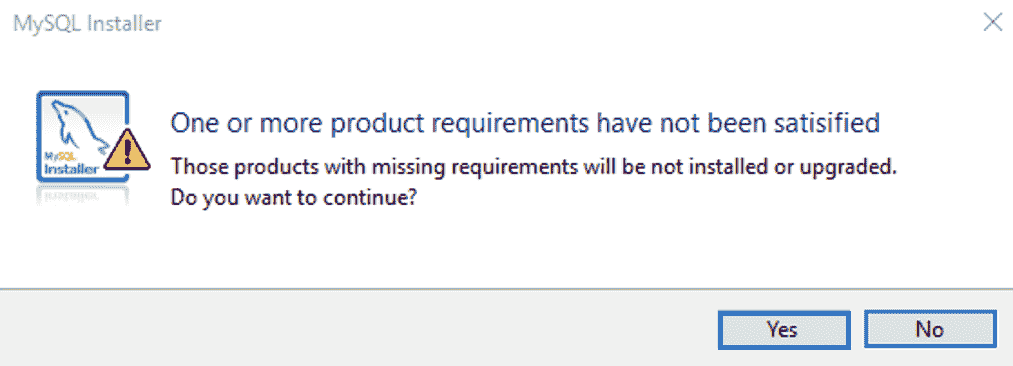 MySQL Installer
MySQL
Installer
One or more product requirements have not been satisified
Those products with missing requirements will be not installed or upgraded.
Do you want to continue?
Yes
No